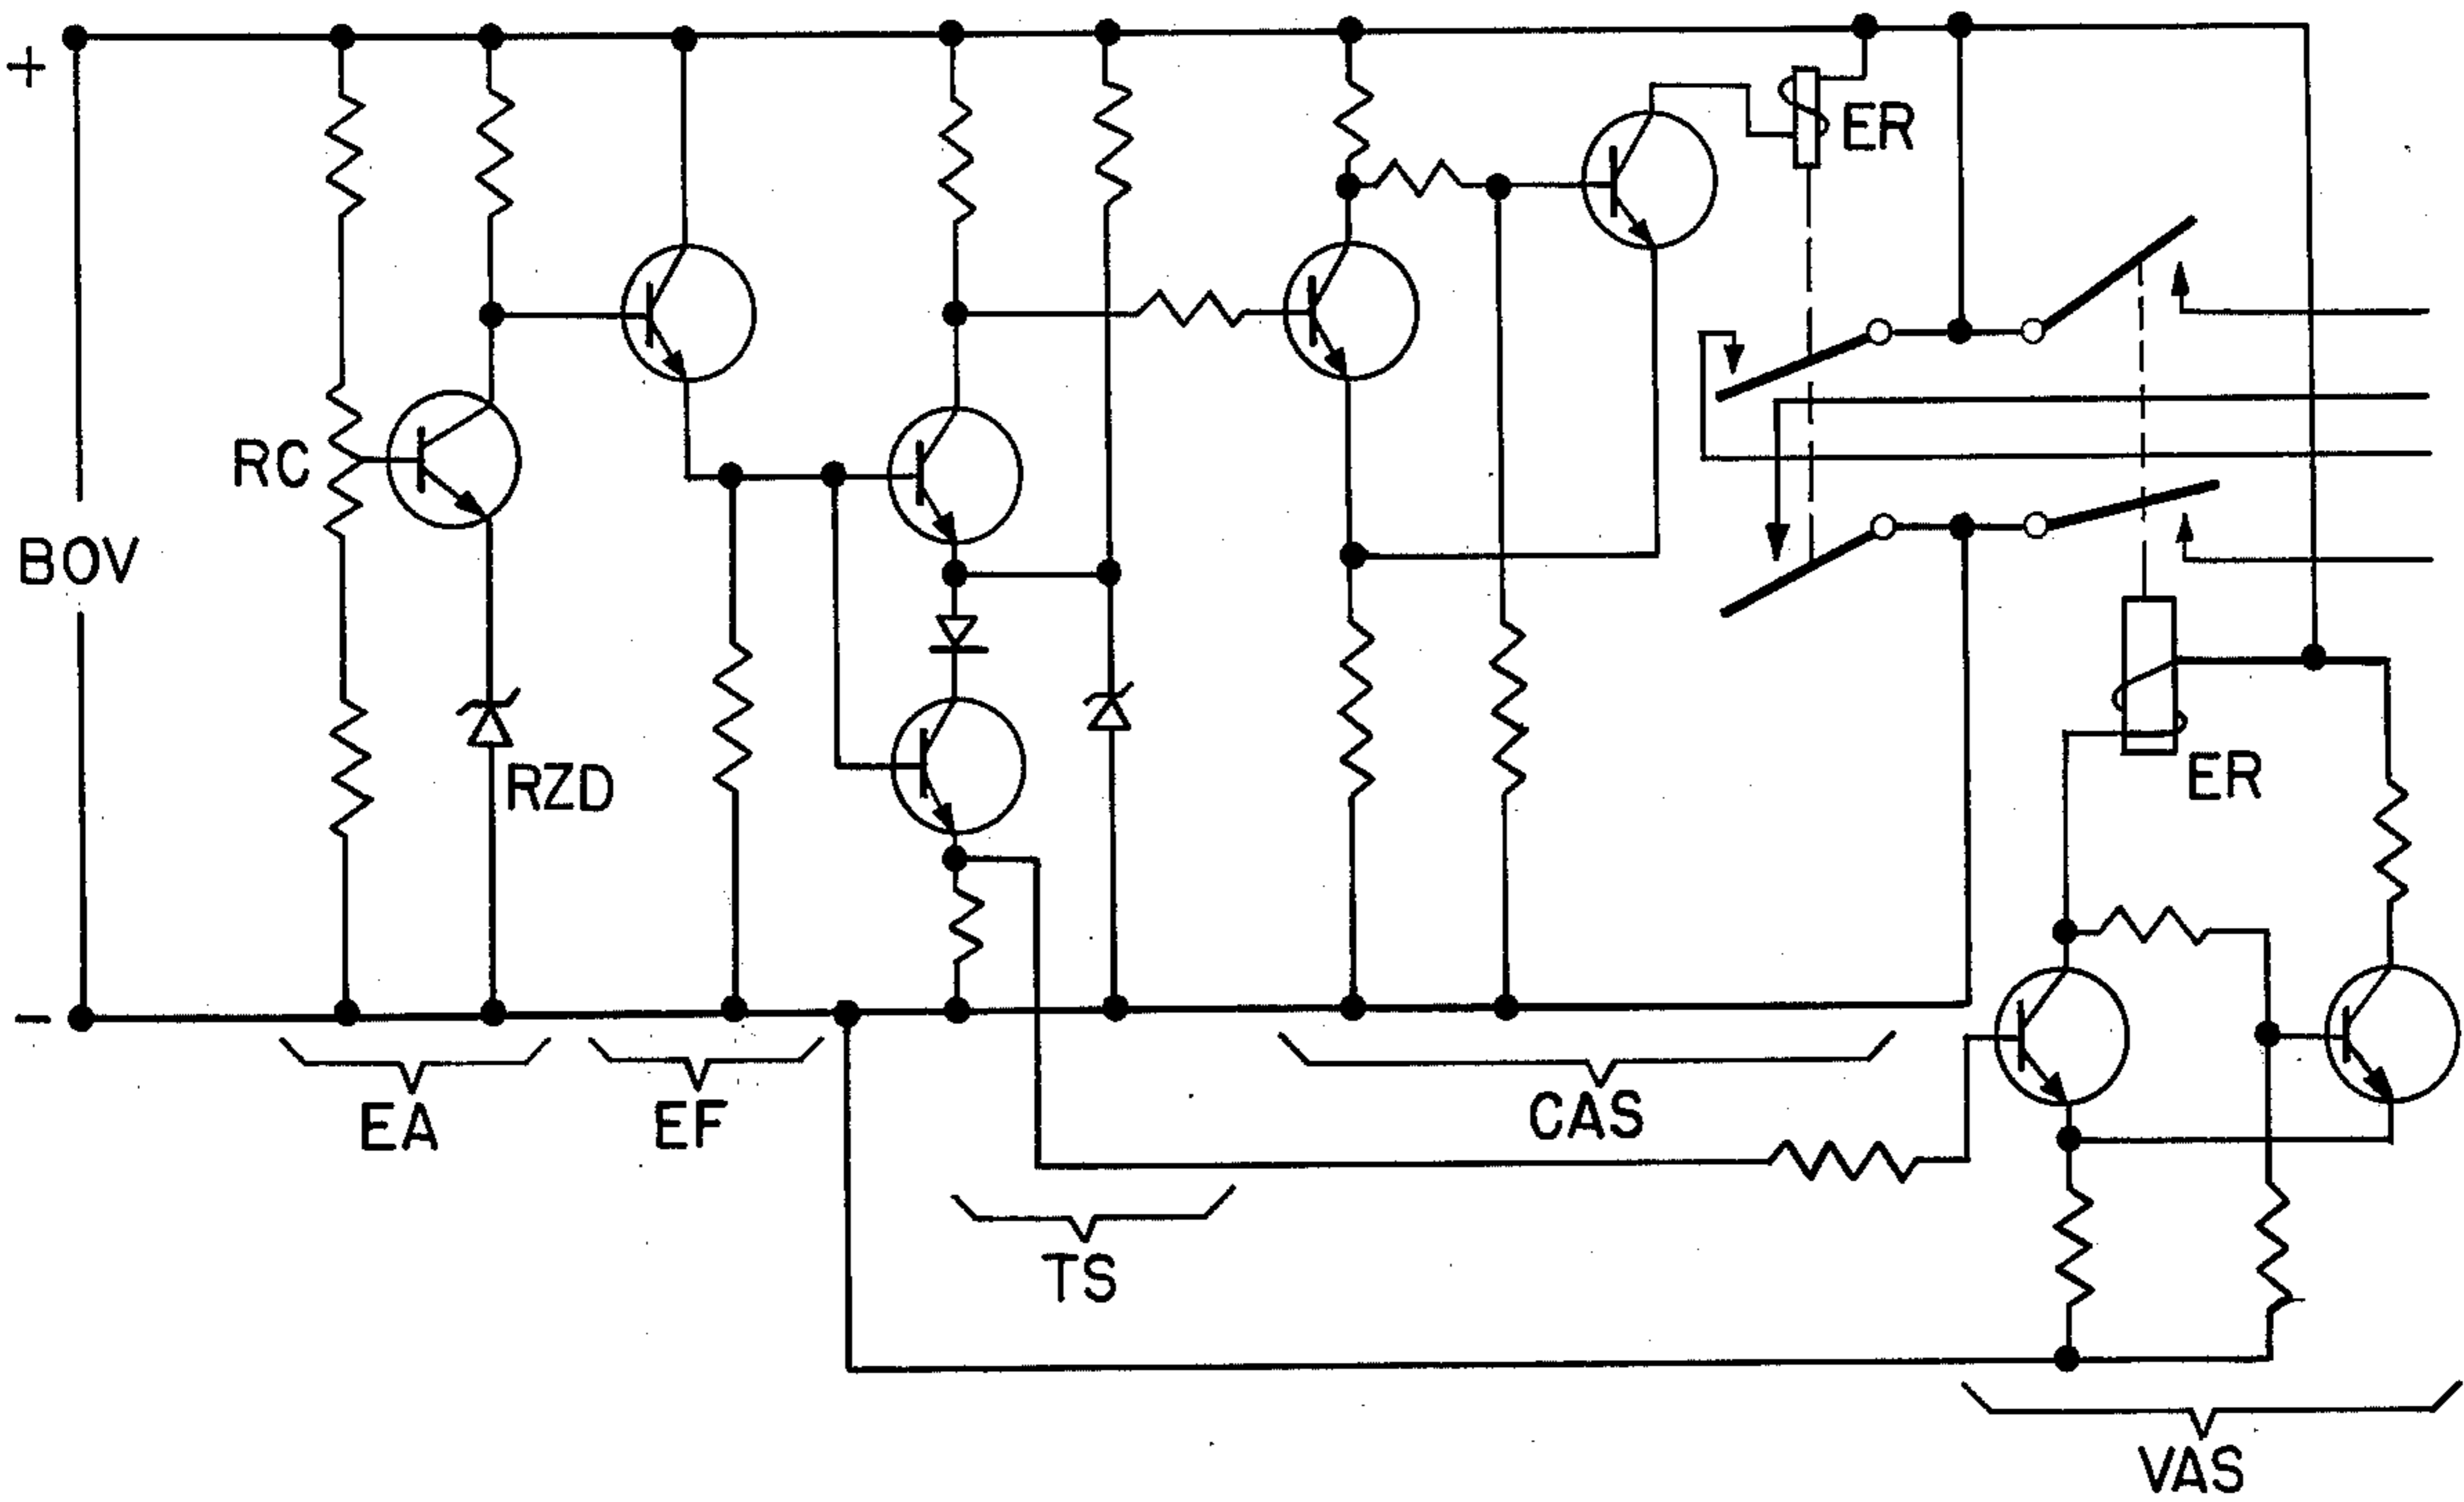 +
ER
RC
BOV
RZD
ER
−
EA
EF
CAS
TS
VAS